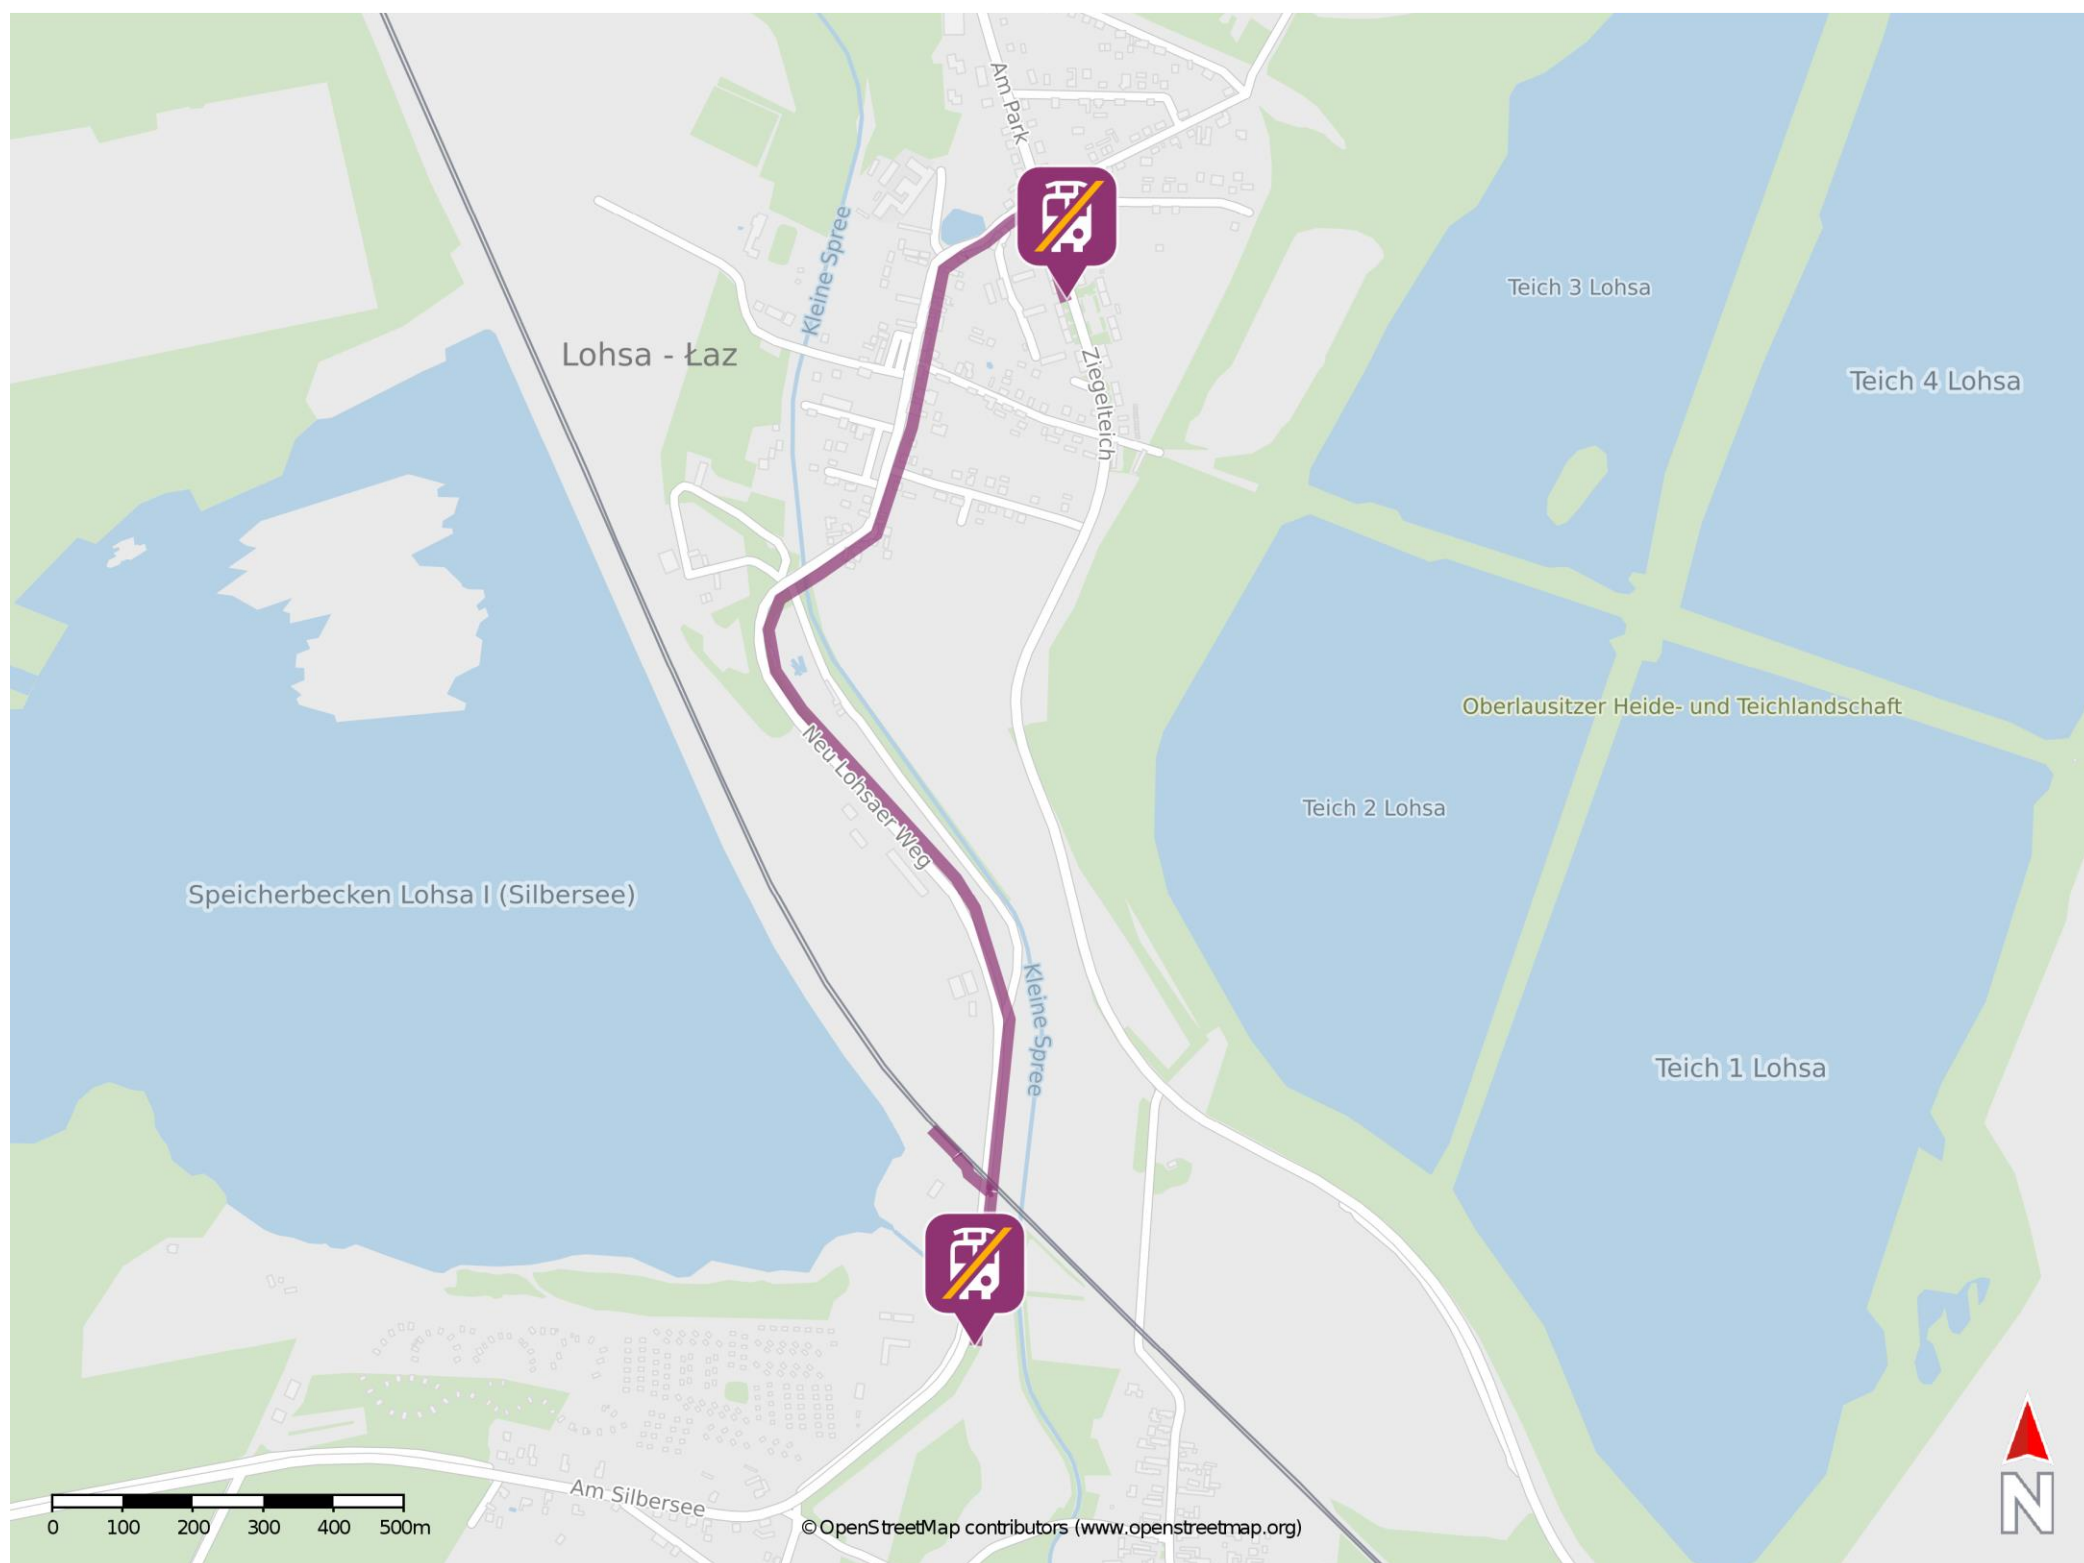 Am Park
Kleine Spree
Teich 3 Lohsa
Lohsa - Łaz
Teich 4 Lohsa
Ziegelteich
Oberlausitzer Heide- und Teichlandschaft
Neu Lohsaer Weg
Teich 2 Lohsa
Speicherbecken Lohsa I (Silbersee)
Kleine Spree
Teich 1 Lohsa
Am Silbersee
N
0 100 200 300 400 500m
© OpenStreetMap contributors (www.openstreetmap.org)